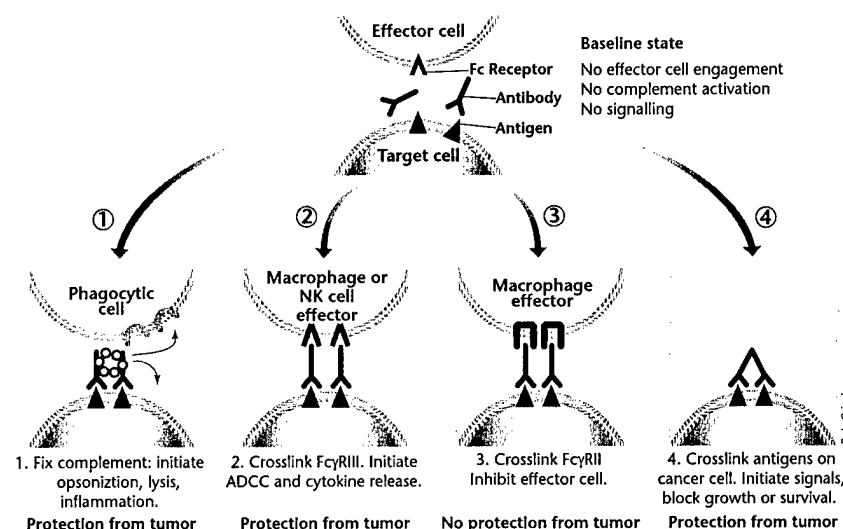 Effector cell
Baseline state
Fc Receptor
No effector cell engagement
Antibody
No complement activation
No signalling
Antigen
Target cell
①
②
③
④
Phagocytic
cell
Macrophage or
NK cell
effector
Macrophage
effector
1. Fix complement: initiate
opsoniztion, lysis,
inflammation.
Protection from tumor
2. Crosslink FcγRIII. Initiate
ADCC and cytokine release.
Protection from tumor
3. Crosslink FcγRII
Inhibit effector cell.
No protection from tumor
4. Crosslink antigens on
cancer cell. Initiate signals,
block growth or survival.
Protection from tumor